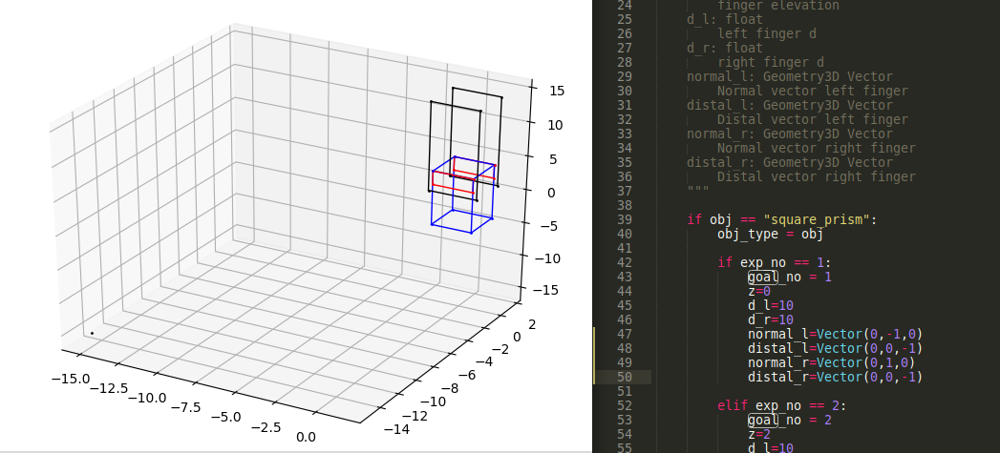 15
10
5
0
−5
−10
−15
2
0
−2
−4
−6
−8
−10
−12
−14
−15.0
−12.5
−10.0
−7.5
−5.0
−2.5
0.0
24 finger elevation
25 d_l: float
26 left finger d
27 d_r: float
28 right finger d
29 normal_l: Geometry3D Vector
30 Normal vector left finger
31 distal_l: Geometry3D Vector
32 Distal vector left finger
33 normal_r: Geometry3D Vector
34 Normal vector right finger
35 distal_r: Geometry3D Vector
36 Distal vector right finger
37 """
38
39 if obj == "square_prism":
40 obj_type = obj
41
42 if exp_no == 1:
43 goal_no = 1
44 z=0
45 d_l=10
46 d_r=10
47 normal_l=Vector(0,-1,0)
48 distal_l=Vector(0,0,-1)
49 normal_r=Vector(0,1,0)
50 distal_r=Vector(0,0,-1)
51
52 elif exp_no == 2:
53 goal_no = 2
54 z=2
55 d_l=10